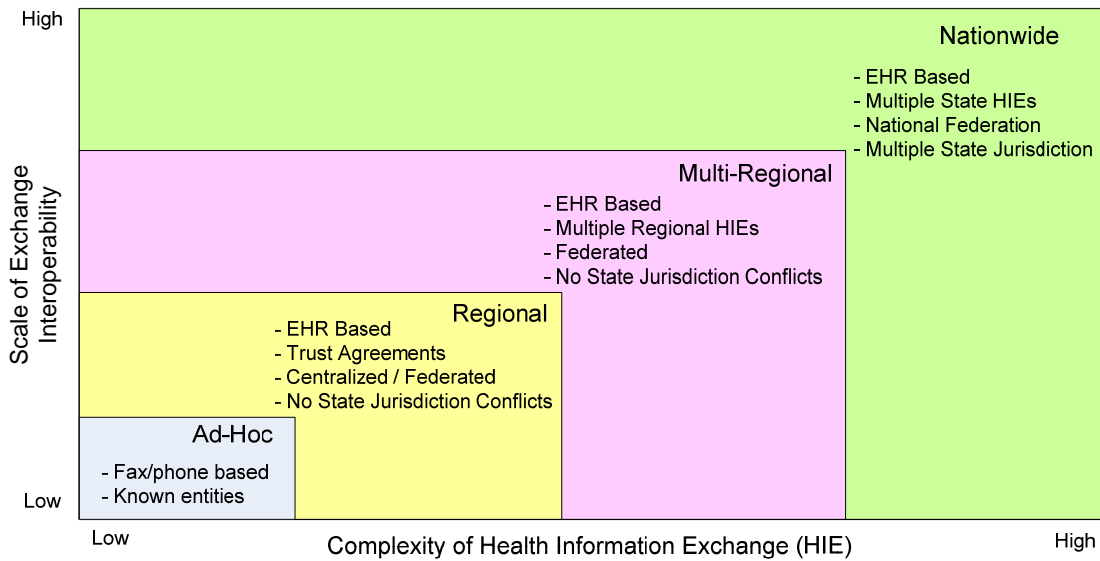 High
Nationwide
- EHR Based
- Multiple State HIEs
- National Federation
- Multiple State Jurisdiction
Multi-Regional
- EHR Based
- Multiple Regional HIEs
- Federated
- No State Jurisdiction Conflicts
Regional
- EHR Based
- Trust Agreements
- Centralized / Federated
- No State Jurisdiction Conflicts
Ad-Hoc
- Fax/phone based
- Known entities
Scale of Exchange
Interoperability
Low
Low
Complexity of Health Information Exchange (HIE)
High